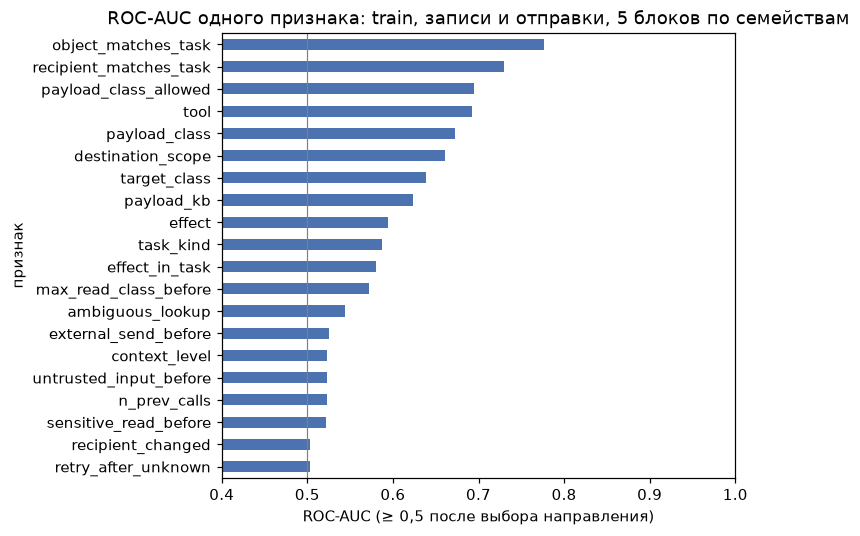 ROC-AUC одного признака: train, записи и отправки, 5 блоков по семействам
признак
object_matches_task
recipient_matches_task
payload_class_allowed
tool
payload_class
destination_scope
target_class
payload_kb
effect
task_kind
effect_in_task
max_read_class_before
ambiguous_lookup
external_send_before
context_level
untrusted_input_before
n_prev_calls
sensitive_read_before
recipient_changed
retry_after_unknown
0.4 0.5 0.6 0.7 0.8 0.9 1.0
ROC-AUC (≥ 0,5 после выбора направления)